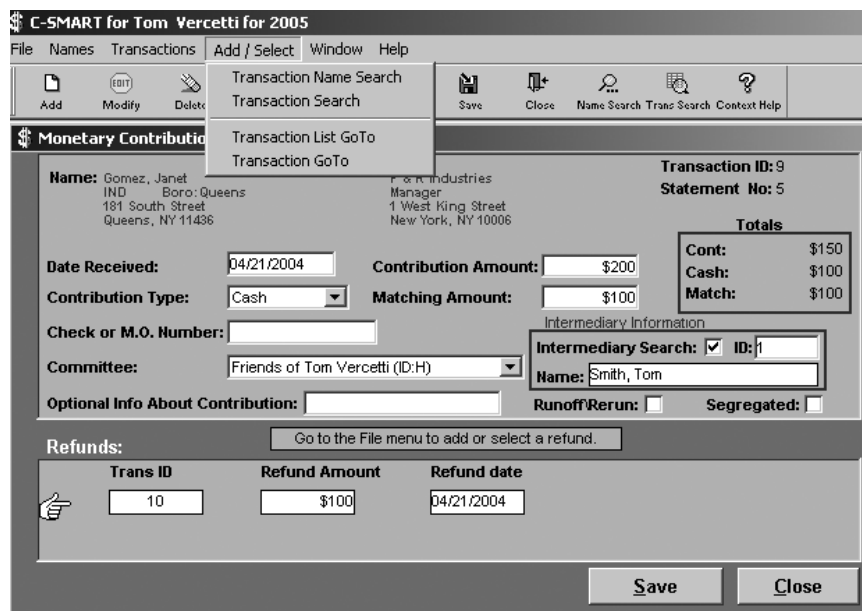 C-SMART for Tom Vercetti for 2005
File Names Transactions Add / Select Window Help
Transaction Name Search
Transaction Search
Transaction List GoTo
Transaction GoTo
Add EDIT Modify Save Close Name Search Trans Search Context Help
$ Monetary
Name: Gomez, Janet
IND Boro: Queens
181 South Street
Queens, NY 11436
Industries
Manager
1 West King Street
New York, NY 10006
Transaction ID: 9
Statement No: 5
Totals
Cont: $150
Cash: $100
Match: $100
Date Received: 04/21/2004 Contribution Amount: $200
Contribution Type: Cash Matching Amount: $100
Check or M.O. Number:
Committee: Friends of Tom Vercetti (ID:H)
Intermediary Information
Intermediary Search: ID: 1
Name: Smith, Tom
Optional Info About Contribution: Runoff\Rerun: Segregated:
Refunds: Go to the File menu to add or select a refund.
Trans ID Refund Amount Refund date
10 $100 04/21/2004
Save Close